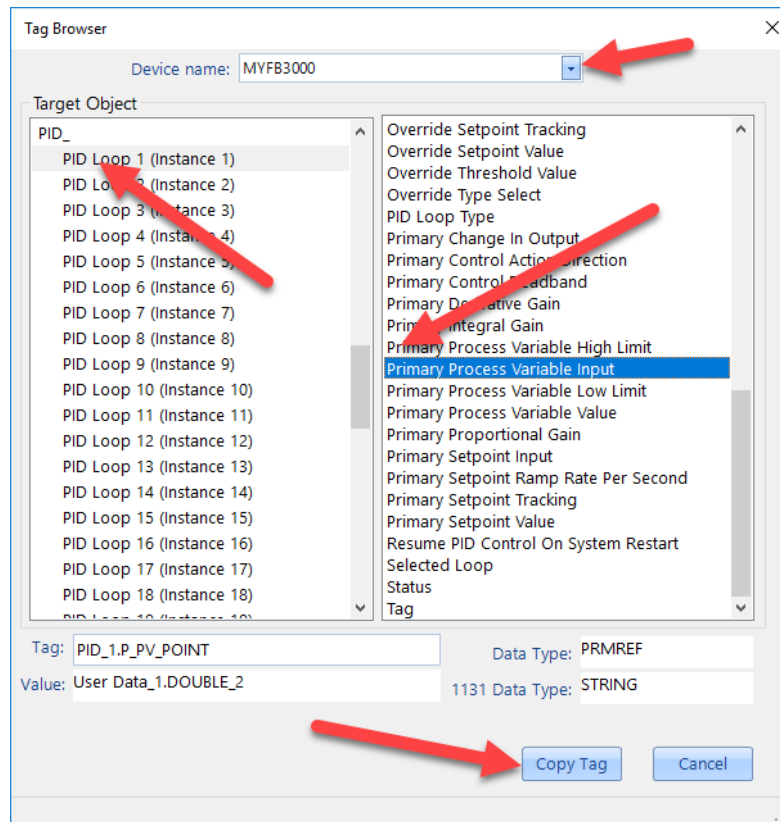 Tag Browser
Device name: MYFB3000
Target Object
PID_
PID Loop 1 (Instance 1)
PID Loop 2 (Instance 2)
PID Loop 3 (Instance 3)
PID Loop 4 (Instance 4)
PID Loop 5 (Instance 5)
PID Loop 6 (Instance 6)
PID Loop 7 (Instance 7)
PID Loop 8 (Instance 8)
PID Loop 9 (Instance 9)
PID Loop 10 (Instance 10)
PID Loop 11 (Instance 11)
PID Loop 12 (Instance 12)
PID Loop 13 (Instance 13)
PID Loop 14 (Instance 14)
PID Loop 15 (Instance 15)
PID Loop 16 (Instance 16)
PID Loop 17 (Instance 17)
PID Loop 18 (Instance 18)
PID Loop 19 (Instance 19)
Override Setpoint Tracking
Override Setpoint Value
Override Threshold Value
Override Type Select
PID Loop Type
Primary Change In Output
Primary Control Action Direction
Primary Control Deadband
Primary Derivative Gain
Primary Integral Gain
Primary Process Variable High Limit
Primary Process Variable Input
Primary Process Variable Low Limit
Primary Process Variable Value
Primary Proportional Gain
Primary Setpoint Input
Primary Setpoint Ramp Rate Per Second
Primary Setpoint Tracking
Primary Setpoint Value
Resume PID Control On System Restart
Selected Loop
Status
Tag
Tag: PID_1.P_PV_POINT
Data Type: PRMREF
Value: User Data_1.DOUBLE_2
1131 Data Type: STRING
Copy Tag
Cancel